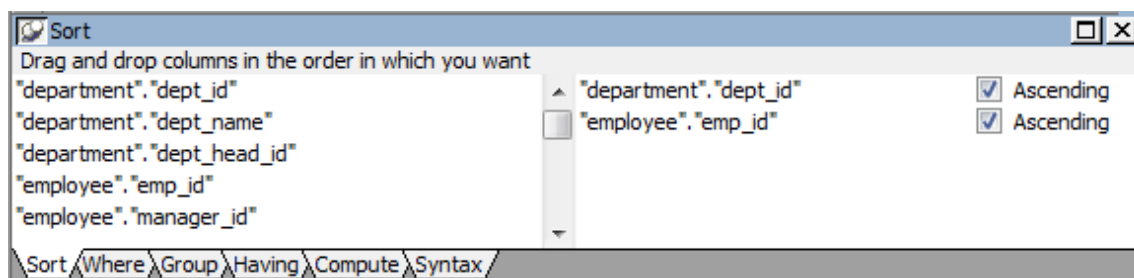 Sort
Drag and drop columns in the order in which you want
"department"."dept_id"
"department"."dept_name"
"department"."dept_head_id"
"employee"."emp_id"
"employee"."manager_id"
"department"."dept_id" Ascending
"employee"."emp_id" Ascending
Sort Where Group Having Compute Syntax